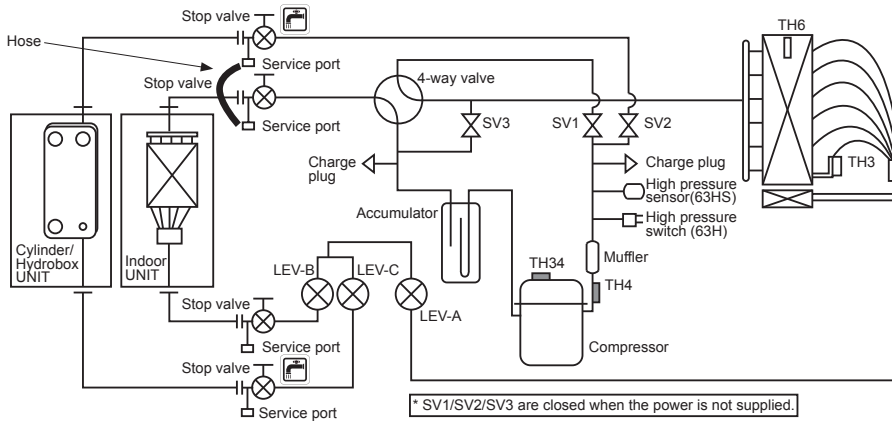 Stop valve
Hose
Service port
Stop valve
4-way valve
TH6
Service port
SV3
SV1
SV2
Charge
plug
Charge plug
TH3
High pressure
sensor(63HS)
Accumulator
High pressure
switch (63H)
Cylinder/
Hydrobox
UNIT
Indoor
UNIT
LEV-B
LEV-C
TH34
Muffler
TH4
Stop valve
LEV-A
Service port
Compressor
Stop valve
Service port
* SV1/SV2/SV3 are closed when the power is not supplied.